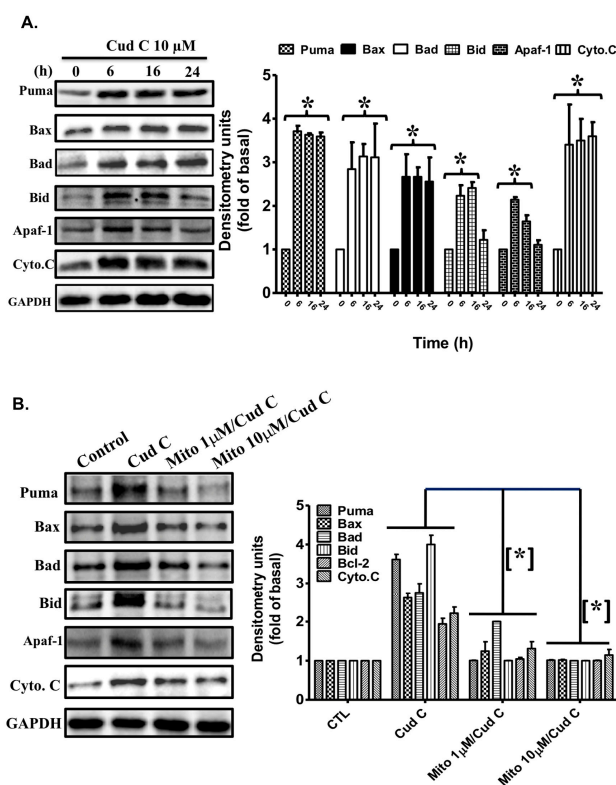 A.
Cud C 10 μM
(h) 0 6 16 24
Puma
Bax
Bad
Bid
Apaf-1
Cyto.C
GAPDH
Puma Bax Bad Bid Apaf-1 Cyto.C
Densitometry units
(fold of basal)
5
4
3
2
1
0
* * * * * *
0 6 16 24 0 6 16 24 0 6 16 24 0 6 16 24 0 6 16 24 0 6 16 24
Time (h)
B.
Control Cud C Mito 1μM/Cud C Mito 10μM/Cud C
Puma
Bax
Bad
Bid
Apaf-1
Cyto. C
GAPDH
Puma
Bax
Bad
Bid
Bcl-2
Cyto.C
Densitometry units
(fold of basal)
5
4
3
2
1
0
[*]
[*]
CTL Cud C Mito 1μM/Cud C Mito 10μM/Cud C